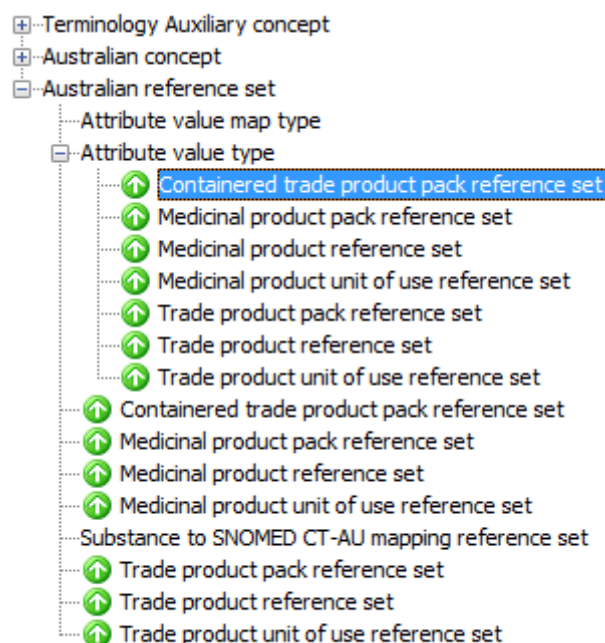 Terminology Auxiliary concept
Australian concept
Australian reference set
Attribute value map type
Attribute value type
Containered trade product pack reference set
Medicinal product pack reference set
Medicinal product reference set
Medicinal product unit of use reference set
Trade product pack reference set
Trade product reference set
Trade product unit of use reference set
Containered trade product pack reference set
Medicinal product pack reference set
Medicinal product reference set
Medicinal product unit of use reference set
Substance to SNOMED CT-AU mapping reference set
Trade product pack reference set
Trade product reference set
Trade product unit of use reference set